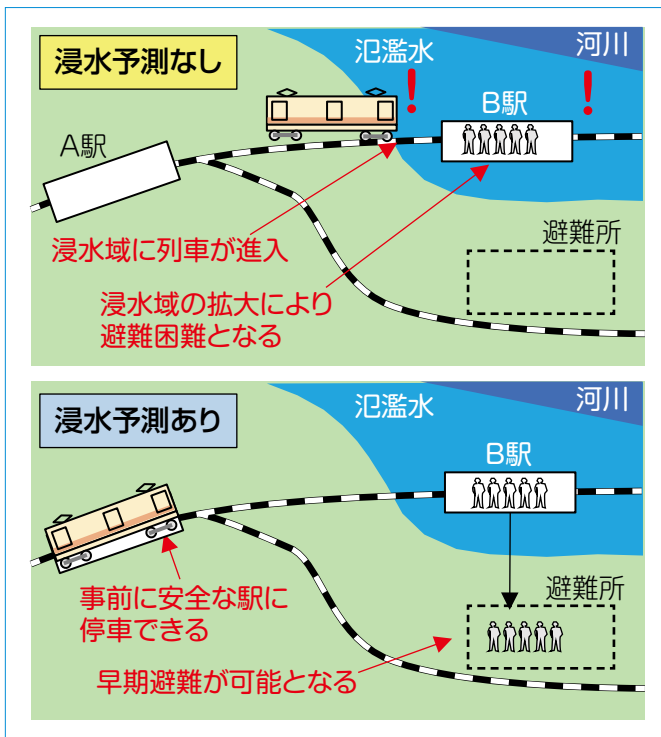 浸水予測なし
氾濫水
河川
!
!
B駅
A駅
浸水域に列車が進入
避難所
浸水域の拡大により
避難困難となる
浸水予測あり
氾濫水
河川
B駅
事前に安全な駅に
停車できる
避難所
早期避難が可能となる